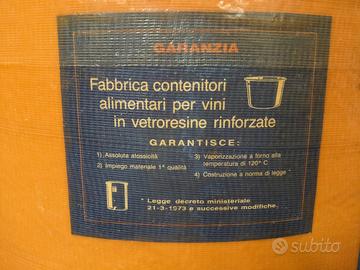 GARANZIA
Fabbrica contenitori
alimentari per vini
in vetroresine rinforzate
GARANTISCE:
1) Assoluta atossicità
2) Impiego materiale 1ª qualità
3) Vaporizzazione a forno alla
temperatura di 120° C
4) Costruzione a norma di legge *
* Legge decreto ministeriale
21-3-1973 e successive modifiche.
subito